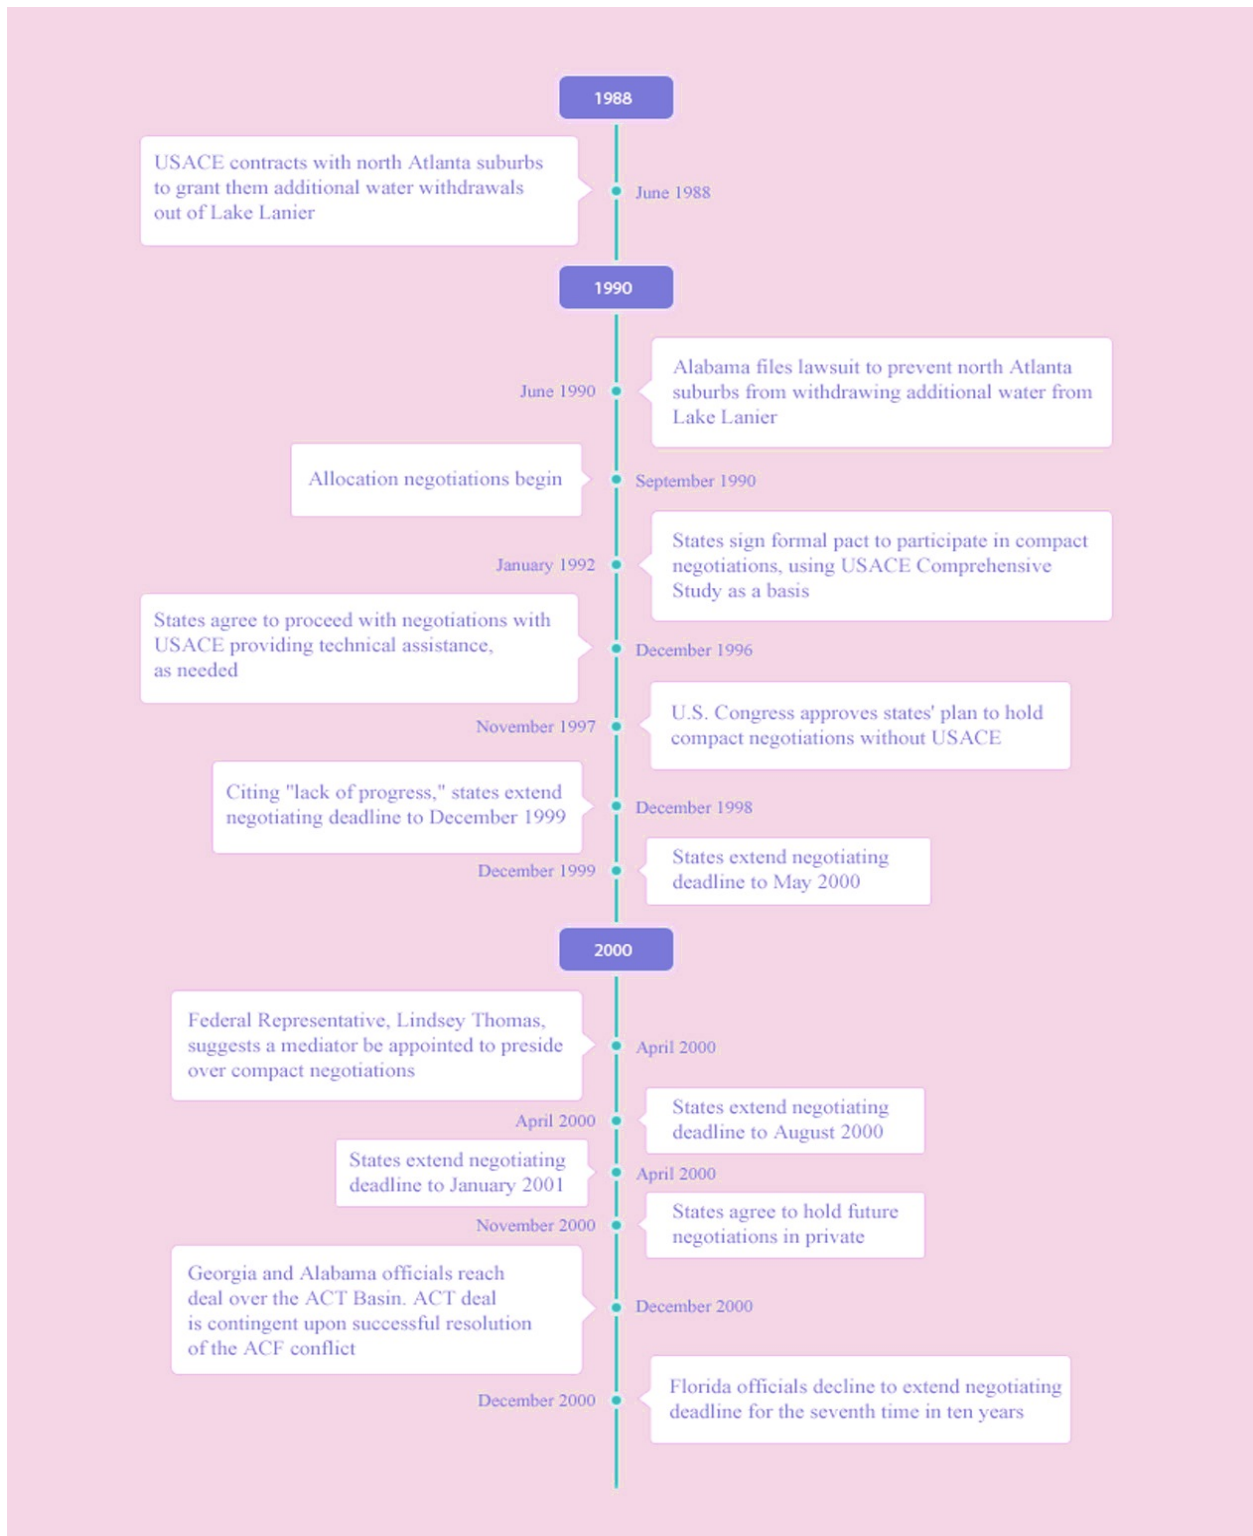 1988
USACE contracts with north Atlanta suburbs
to grant them additional water withdrawals
out of Lake Lanier
June 1988
1990
June 1990
Alabama files lawsuit to prevent north Atlanta
suburbs from withdrawing additional water from
Lake Lanier
Allocation negotiations begin
September 1990
January 1992
States sign formal pact to participate in compact
negotiations, using USACE Comprehensive
Study as a basis
States agree to proceed with negotiations with
USACE providing technical assistance,
as needed
December 1996
November 1997
U.S. Congress approves states' plan to hold
compact negotiations without USACE
Citing "lack of progress," states extend
negotiating deadline to December 1999
December 1998
December 1999
States extend negotiating
deadline to May 2000
2000
Federal Representative, Lindsey Thomas,
suggests a mediator be appointed to preside
over compact negotiations
April 2000
April 2000
States extend negotiating
deadline to August 2000
States extend negotiating
deadline to January 2001
April 2000
November 2000
States agree to hold future
negotiations in private
Georgia and Alabama officials reach
deal over the ACT Basin. ACT deal
is contingent upon successful resolution
of the ACF conflict
December 2000
December 2000
Florida officials decline to extend negotiating
deadline for the seventh time in ten years